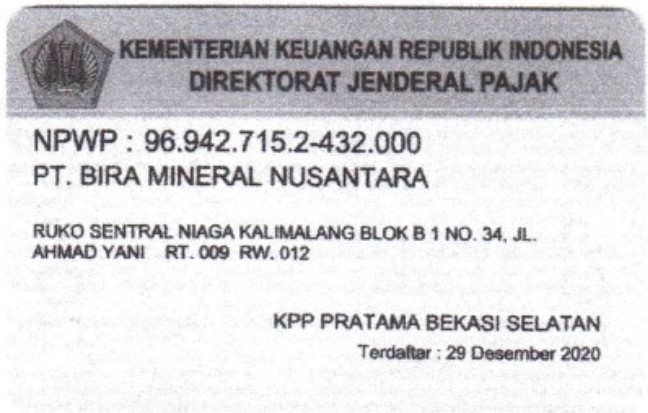 KEMENTERIAN KEUANGAN REPUBLIK INDONESIA
DIREKTORAT JENDERAL PAJAK
NPWP : 96.942.715.2-432.000
PT. BIRA MINERAL NUSANTARA
RUKO SENTRAL NIAGA KALIMALANG BLOK B 1 NO. 34, JL.
AHMAD YANI RT. 009 RW. 012
KPP PRATAMA BEKASI SELATAN
Terdaftar : 29 Desember 2020